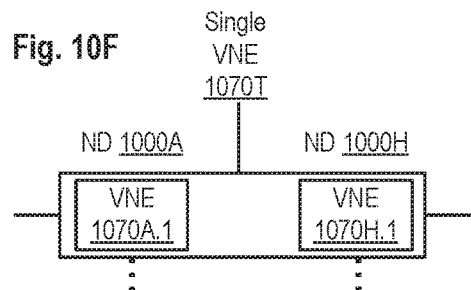 Fig. 10F
Single
VNE
1070T
ND 1000A
ND 1000H
VNE
1070A.1
VNE
1070H.1